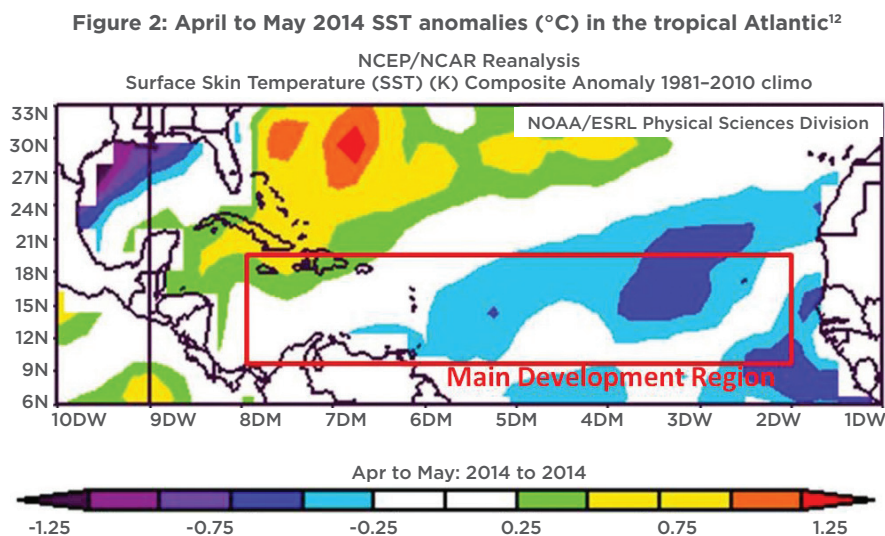 Figure 2: April to May 2014 SST anomalies (°C) in the tropical Atlantic¹²
NCEP/NCAR Reanalysis
Surface Skin Temperature (SST) (K) Composite Anomaly 1981–2010 climo
NOAA/ESRL Physical Sciences Division
33N
30N
27N
24N
21N
18N
15N
12N
9N
6N
Main Development Region
10DW 9DW 8DM 7DM 6DW 5DW 4DW 3DW 2DW 1DW
Apr to May: 2014 to 2014
-1.25 -0.75 -0.25 0.25 0.75 1.25